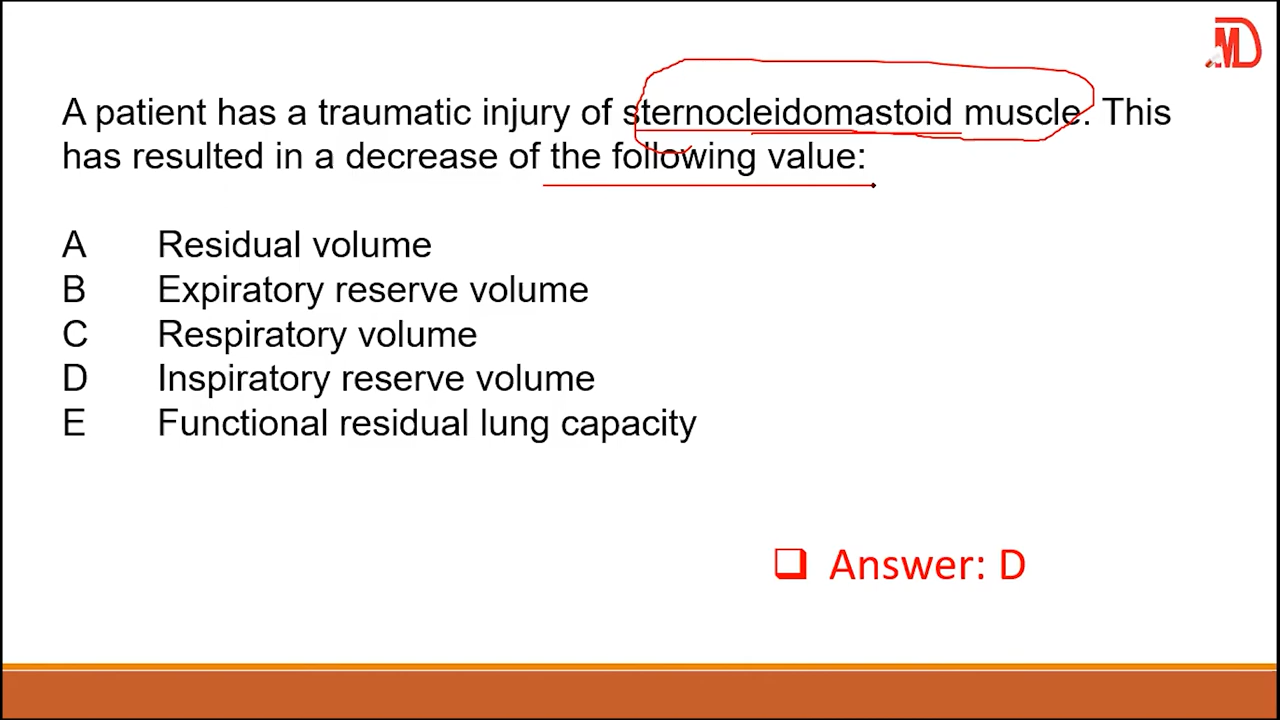 MD
A patient has a traumatic injury of sternocleidomastoid muscle. This
has resulted in a decrease of the following value:
A Residual volume
B Expiratory reserve volume
C Respiratory volume
D Inspiratory reserve volume
E Functional residual lung capacity
Answer: D